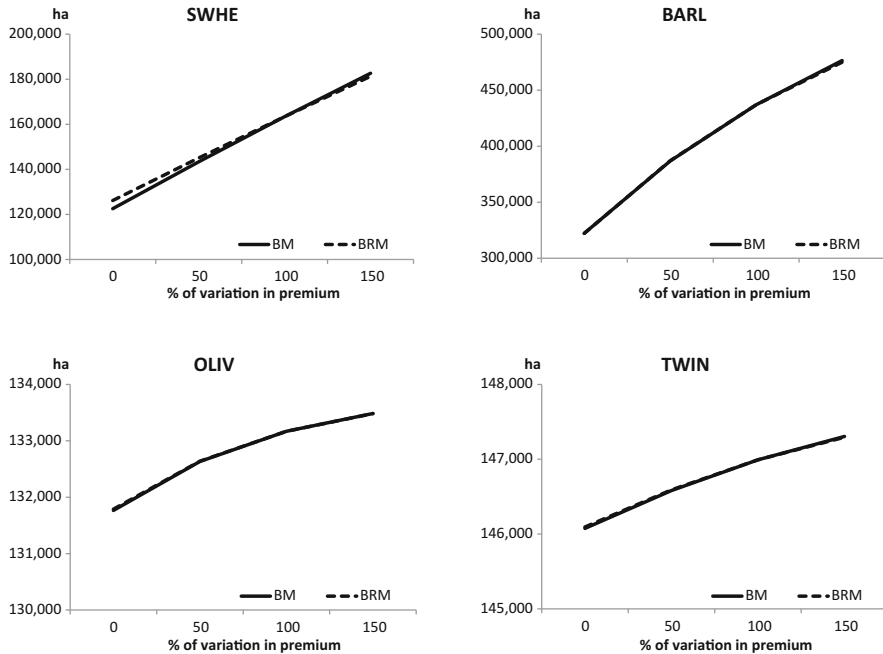 SWHE
ha
200,000
180,000
160,000
140,000
120,000
100,000
BM
BRM
0 50 100 150
% of variation in premium
BARL
ha
500,000
450,000
400,000
350,000
300,000
BM
BRM
0 50 100 150
% of variation in premium
OLIV
ha
134,000
133,000
132,000
131,000
130,000
BM
BRM
0 50 100 150
% of variation in premium
TWIN
ha
148,000
147,000
146,000
145,000
BM
BRM
0 50 100 150
% of variation in premium